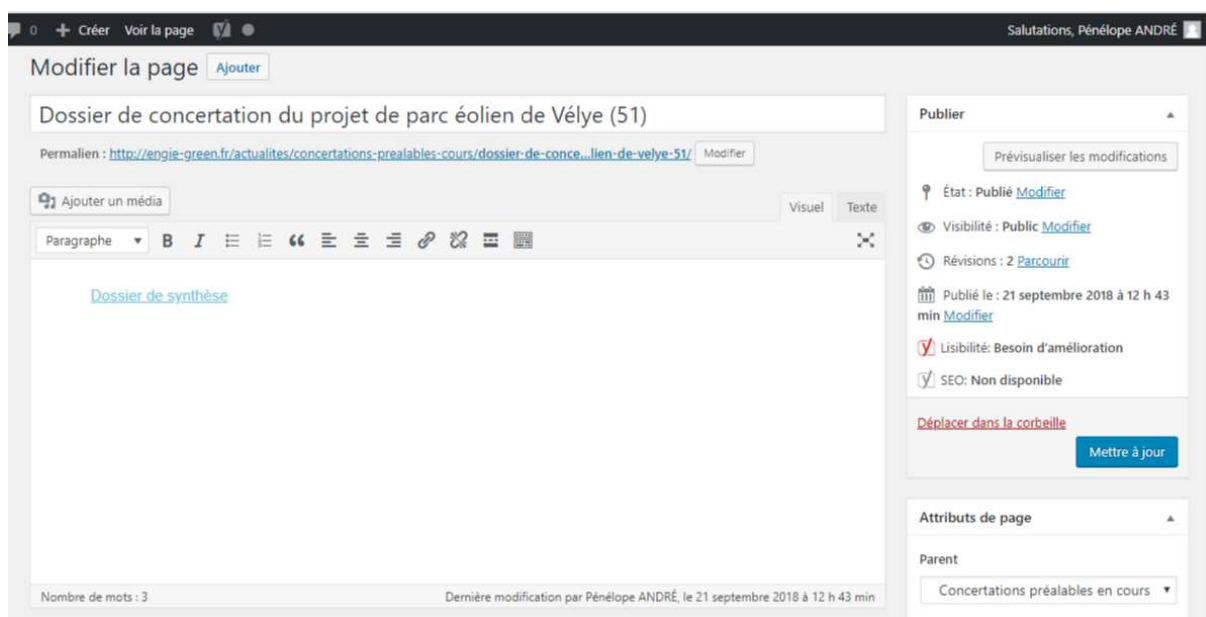 0 + Créer Voir la page
Salutations, Pénélope ANDRÉ
Modifier la page Ajouter
Dossier de concertation du projet de parc éolien de Vélye (51)
Permalien : http://engie-green.fr/actualites/concertations-prealables-cours/dossier-de-conce...lien-de-velye-51/ Modifier
Ajouter un média
Visuel Texte
Paragraphe B I
Dossier de synthèse
Nombre de mots : 3
Dernière modification par Pénélope ANDRÉ, le 21 septembre 2018 à 12 h 43 min
Publier
Prévisualiser les modifications
État : Publié Modifier
Visibilité : Public Modifier
Révisions : 2 Parcourir
Publié le : 21 septembre 2018 à 12 h 43
min Modifier
Lisibilité: Besoin d'amélioration
SEO: Non disponible
Déplacer dans la corbeille
Mettre à jour
Attributs de page
Parent
Concertations préalables en cours